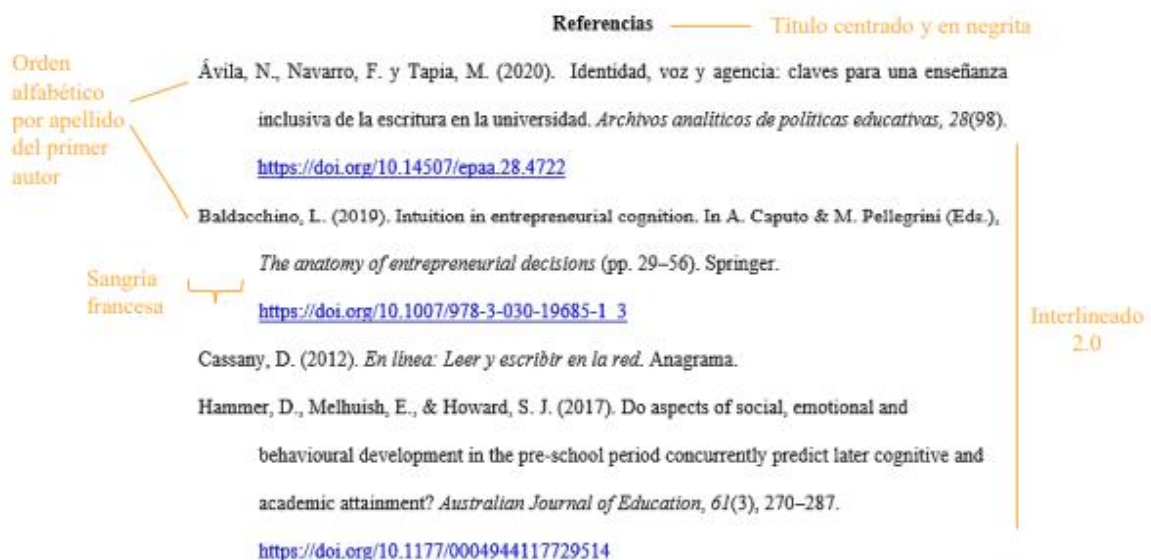 Referencias
Título centrado y en negrita
Orden
alfabético
por apellido
del primer
autor
Ávila, N., Navarro, F. y Tapia, M. (2020). Identidad, voz y agencia: claves para una enseñanza
inclusiva de la escritura en la universidad. Archivos analíticos de políticas educativas, 28(98).
https://doi.org/10.14507/epaa.28.4722
Baldacchino, L. (2019). Intuition in entrepreneurial cognition. In A. Caputo & M. Pellegrini (Eds.),
The anatomy of entrepreneurial decisions (pp. 29–56). Springer.
https://doi.org/10.1007/978-3-030-19685-1_3
Sangría
francesa
Cassany, D. (2012). En línea: Leer y escribir en la red. Anagrama.
Hammer, D., Melhuish, E., & Howard, S. J. (2017). Do aspects of social, emotional and
behavioural development in the pre-school period concurrently predict later cognitive and
academic attainment? Australian Journal of Education, 61(3), 270–287.
https://doi.org/10.1177/0004944117729514
Interlineado
2.0